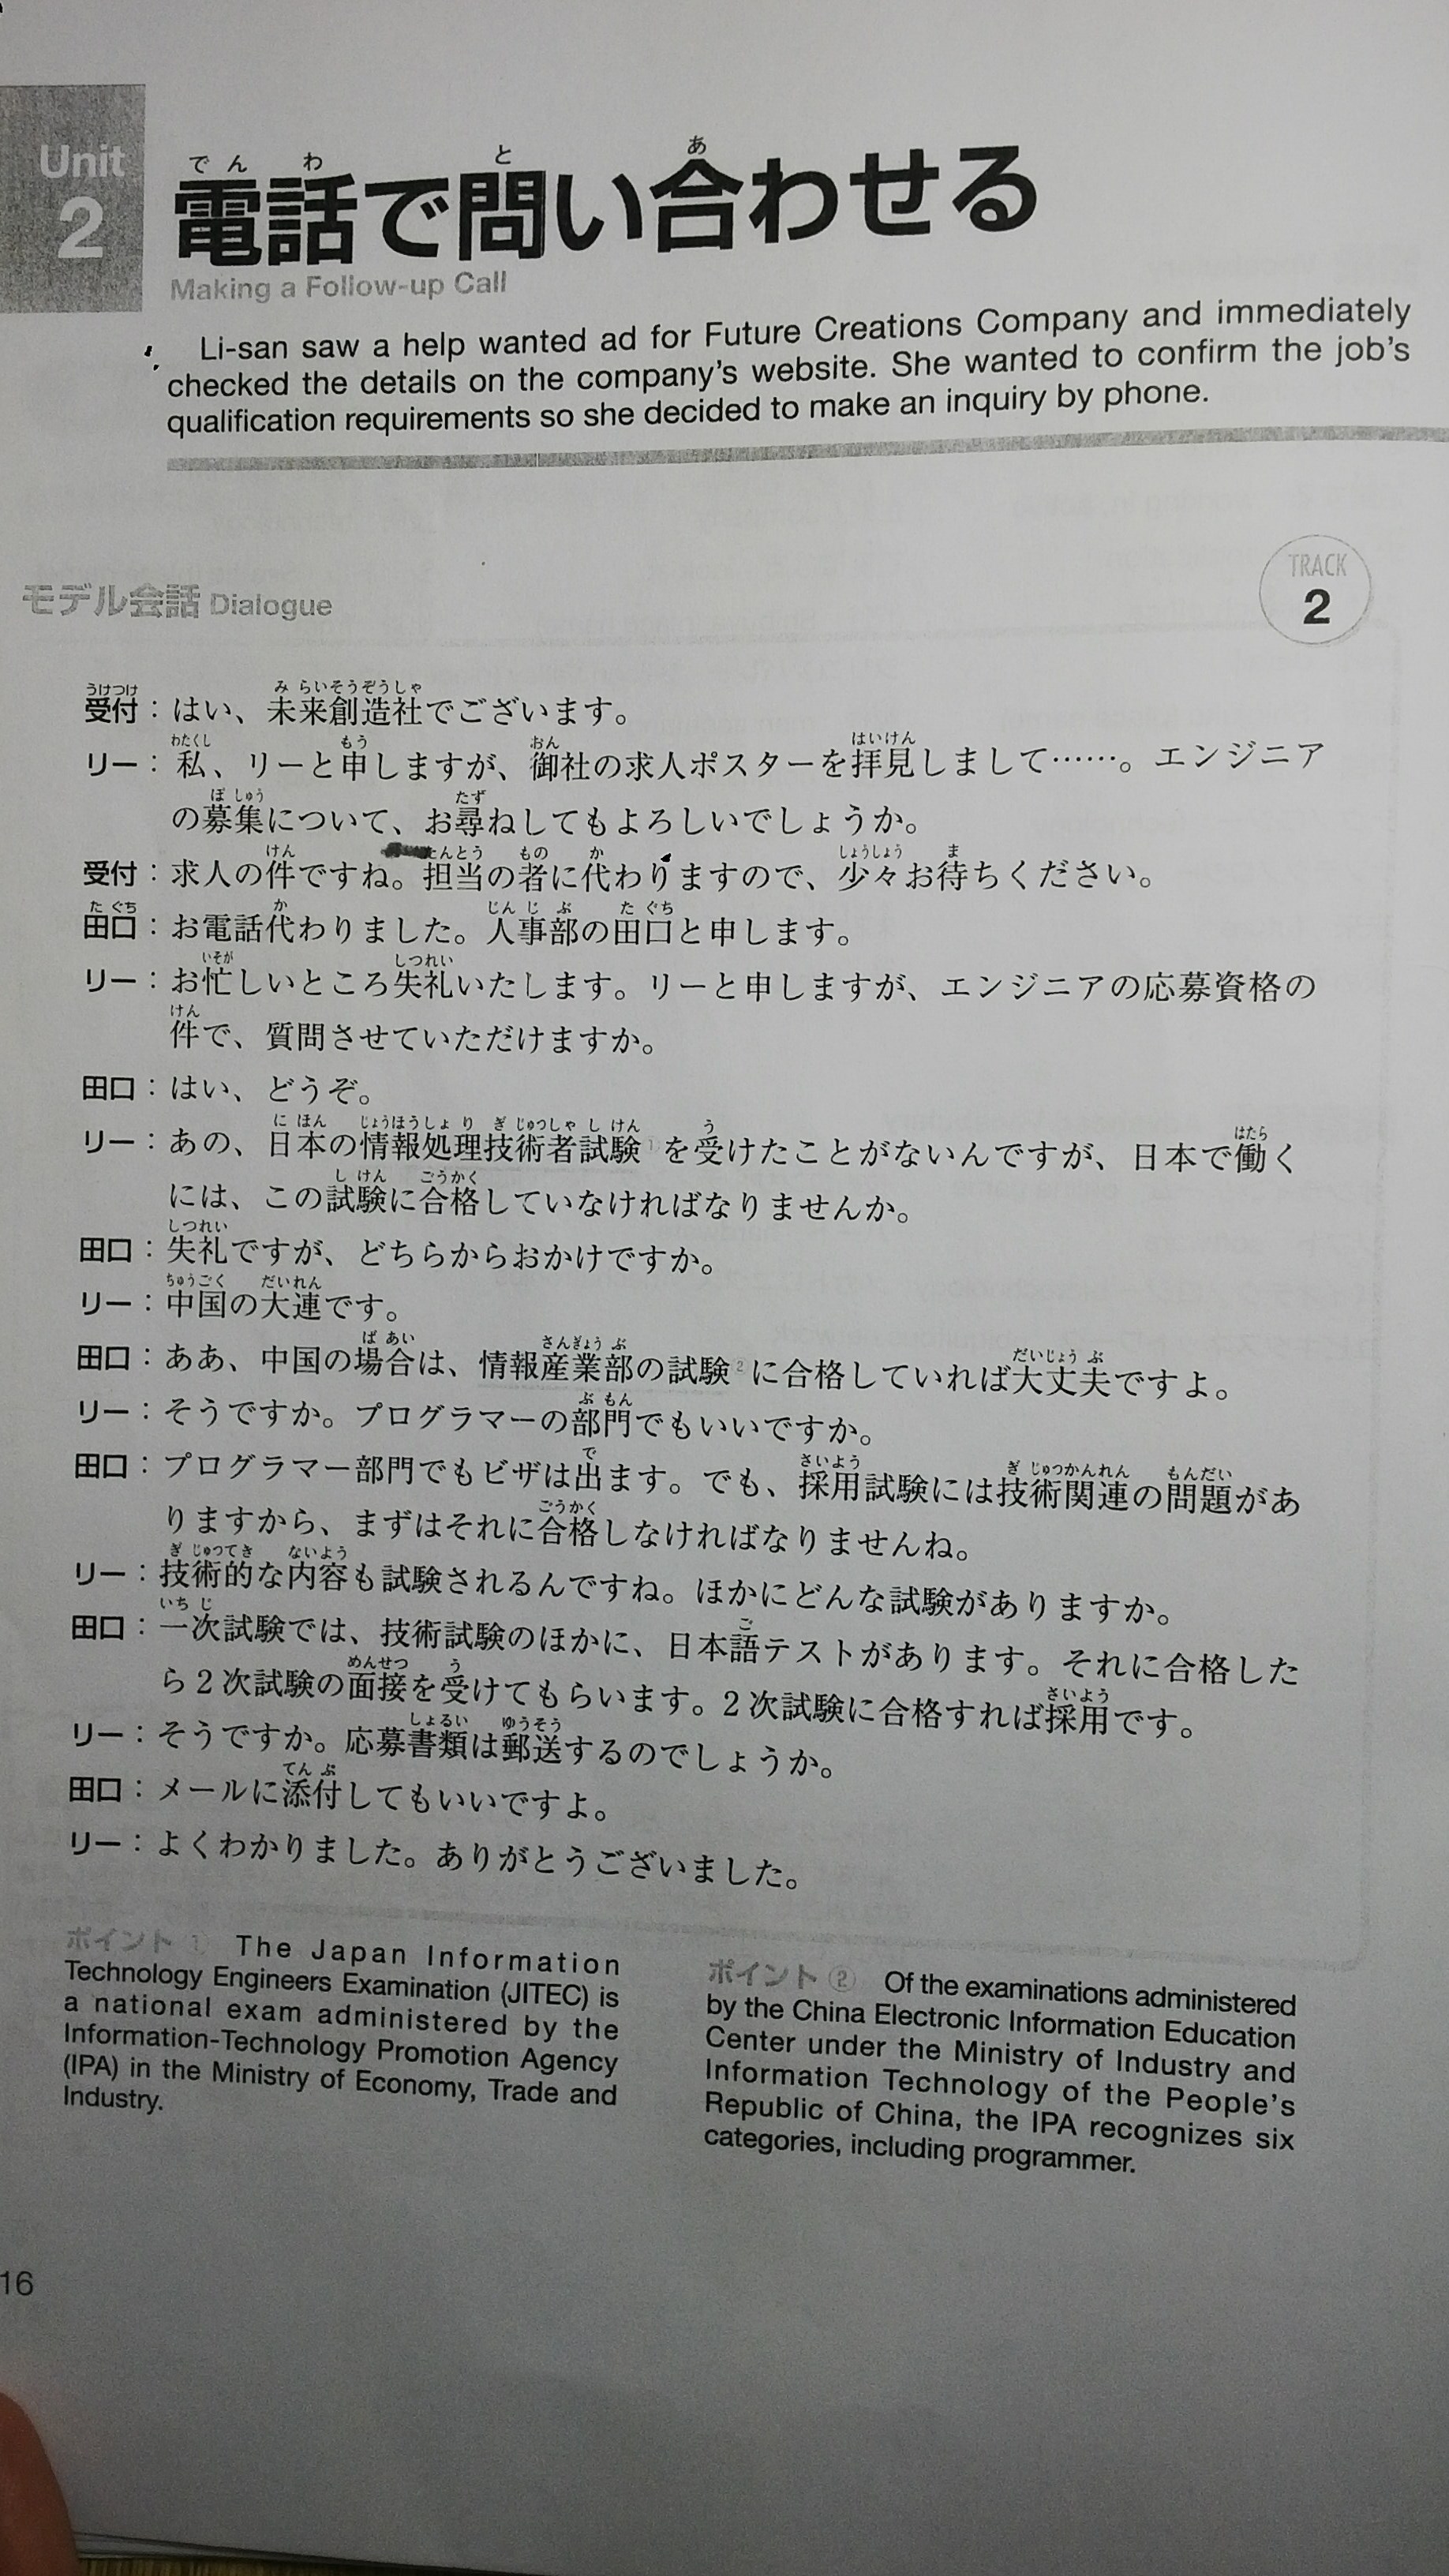 Unit
2
電話で問い合わせる
Making a Follow-up Call
Li-san saw a help wanted ad for Future Creations Company and immediately
checked the details on the company's website. She wanted to confirm the job's
qualification requirements so she decided to make an inquiry by phone.
モデル会話 Dialogue
TRACK
2
受付：はい、未来創造社でございます。
リー：私、リーと申しますが、御社の求人ポスターを拝見しまして……。エンジニア
の募集について、お尋ねしてもよろしいでしょうか。
受付：求人の件ですね。担当の者に代わりますので、少々お待ちください。
田口：お電話代わりました。人事部の田口と申します。
リー：お忙しいところ失礼いたします。リーと申しますが、エンジニアの応募資格の
件で、質問させていただけますか。
田口：はい、どうぞ。
リー：あの、日本の情報処理技術者試験①を受けたことがないんですが、日本で働く
には、この試験に合格していなければなりませんか。
田口：失礼ですが、どちらからおかけですか。
リー：中国の大連です。
田口：ああ、中国の場合は、情報産業部の試験②に合格していれば大丈夫ですよ。
リー：そうですか。プログラマーの部門でもいいですか。
田口：プログラマー部門でもビザは出ます。でも、採用試験には技術関連の問題があ
りますから、まずはそれに合格しなければなりませんね。
リー：技術的な内容も試験されるんですね。ほかにどんな試験がありますか。
田口：一次試験では、技術試験のほかに、日本語テストがあります。それに合格した
ら２次試験の面接を受けてもらいます。２次試験に合格すれば採用です。
リー：そうですか。応募書類は郵送するのでしょうか。
田口：メールに添付してもいいですよ。
リー：よくわかりました。ありがとうございました。
ポイント① The Japan Information
Technology Engineers Examination (JITEC) is
a national exam administered by the
Information-Technology Promotion Agency
(IPA) in the Ministry of Economy, Trade and
Industry.
ポイント② Of the examinations administered
by the China Electronic Information Education
Center under the Ministry of Industry and
Information Technology of the People's
Republic of China, the IPA recognizes six
categories, including programmer.
16